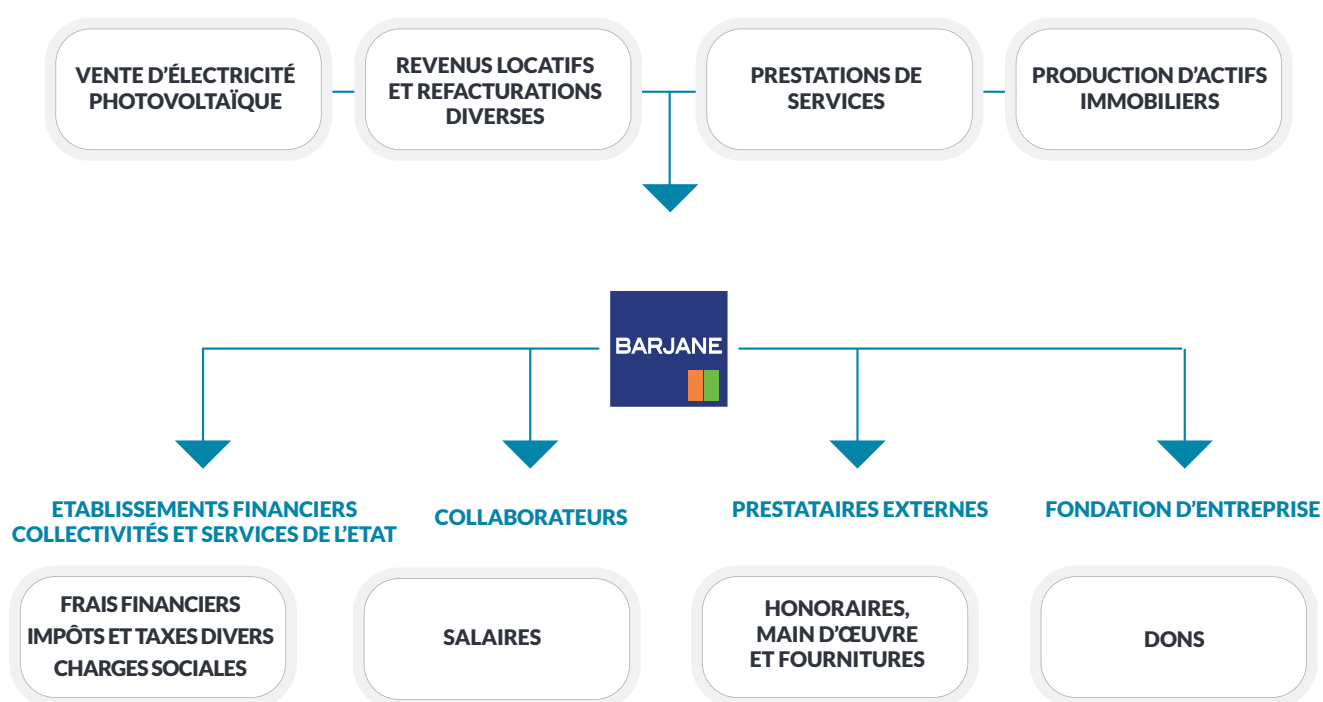 VENTE D'ÉLECTRICITÉ
PHOTOVOLTAÏQUE
REVENUS LOCATIFS
ET REFACTURATIONS
DIVERSES
PRESTATIONS DE
SERVICES
PRODUCTION D'ACTIFS
IMMOBILIERS
BARJANE
ETABLISSEMENTS FINANCIERS
COLLECTIVITÉS ET SERVICES DE L'ETAT
COLLABORATEURS
PRESTATAIRES EXTERNES
FONDATION D'ENTREPRISE
FRAIS FINANCIERS
IMPÔTS ET TAXES DIVERS
CHARGES SOCIALES
SALAIRES
HONORAIRES,
MAIN D'ŒUVRE
ET FOURNITURES
DONS